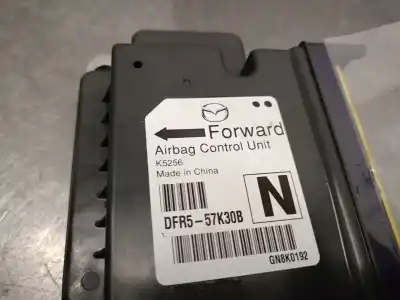 Forward
Airbag Control Unit
K5256
Made in China
DFR5-57K30B
N
GN8K0192